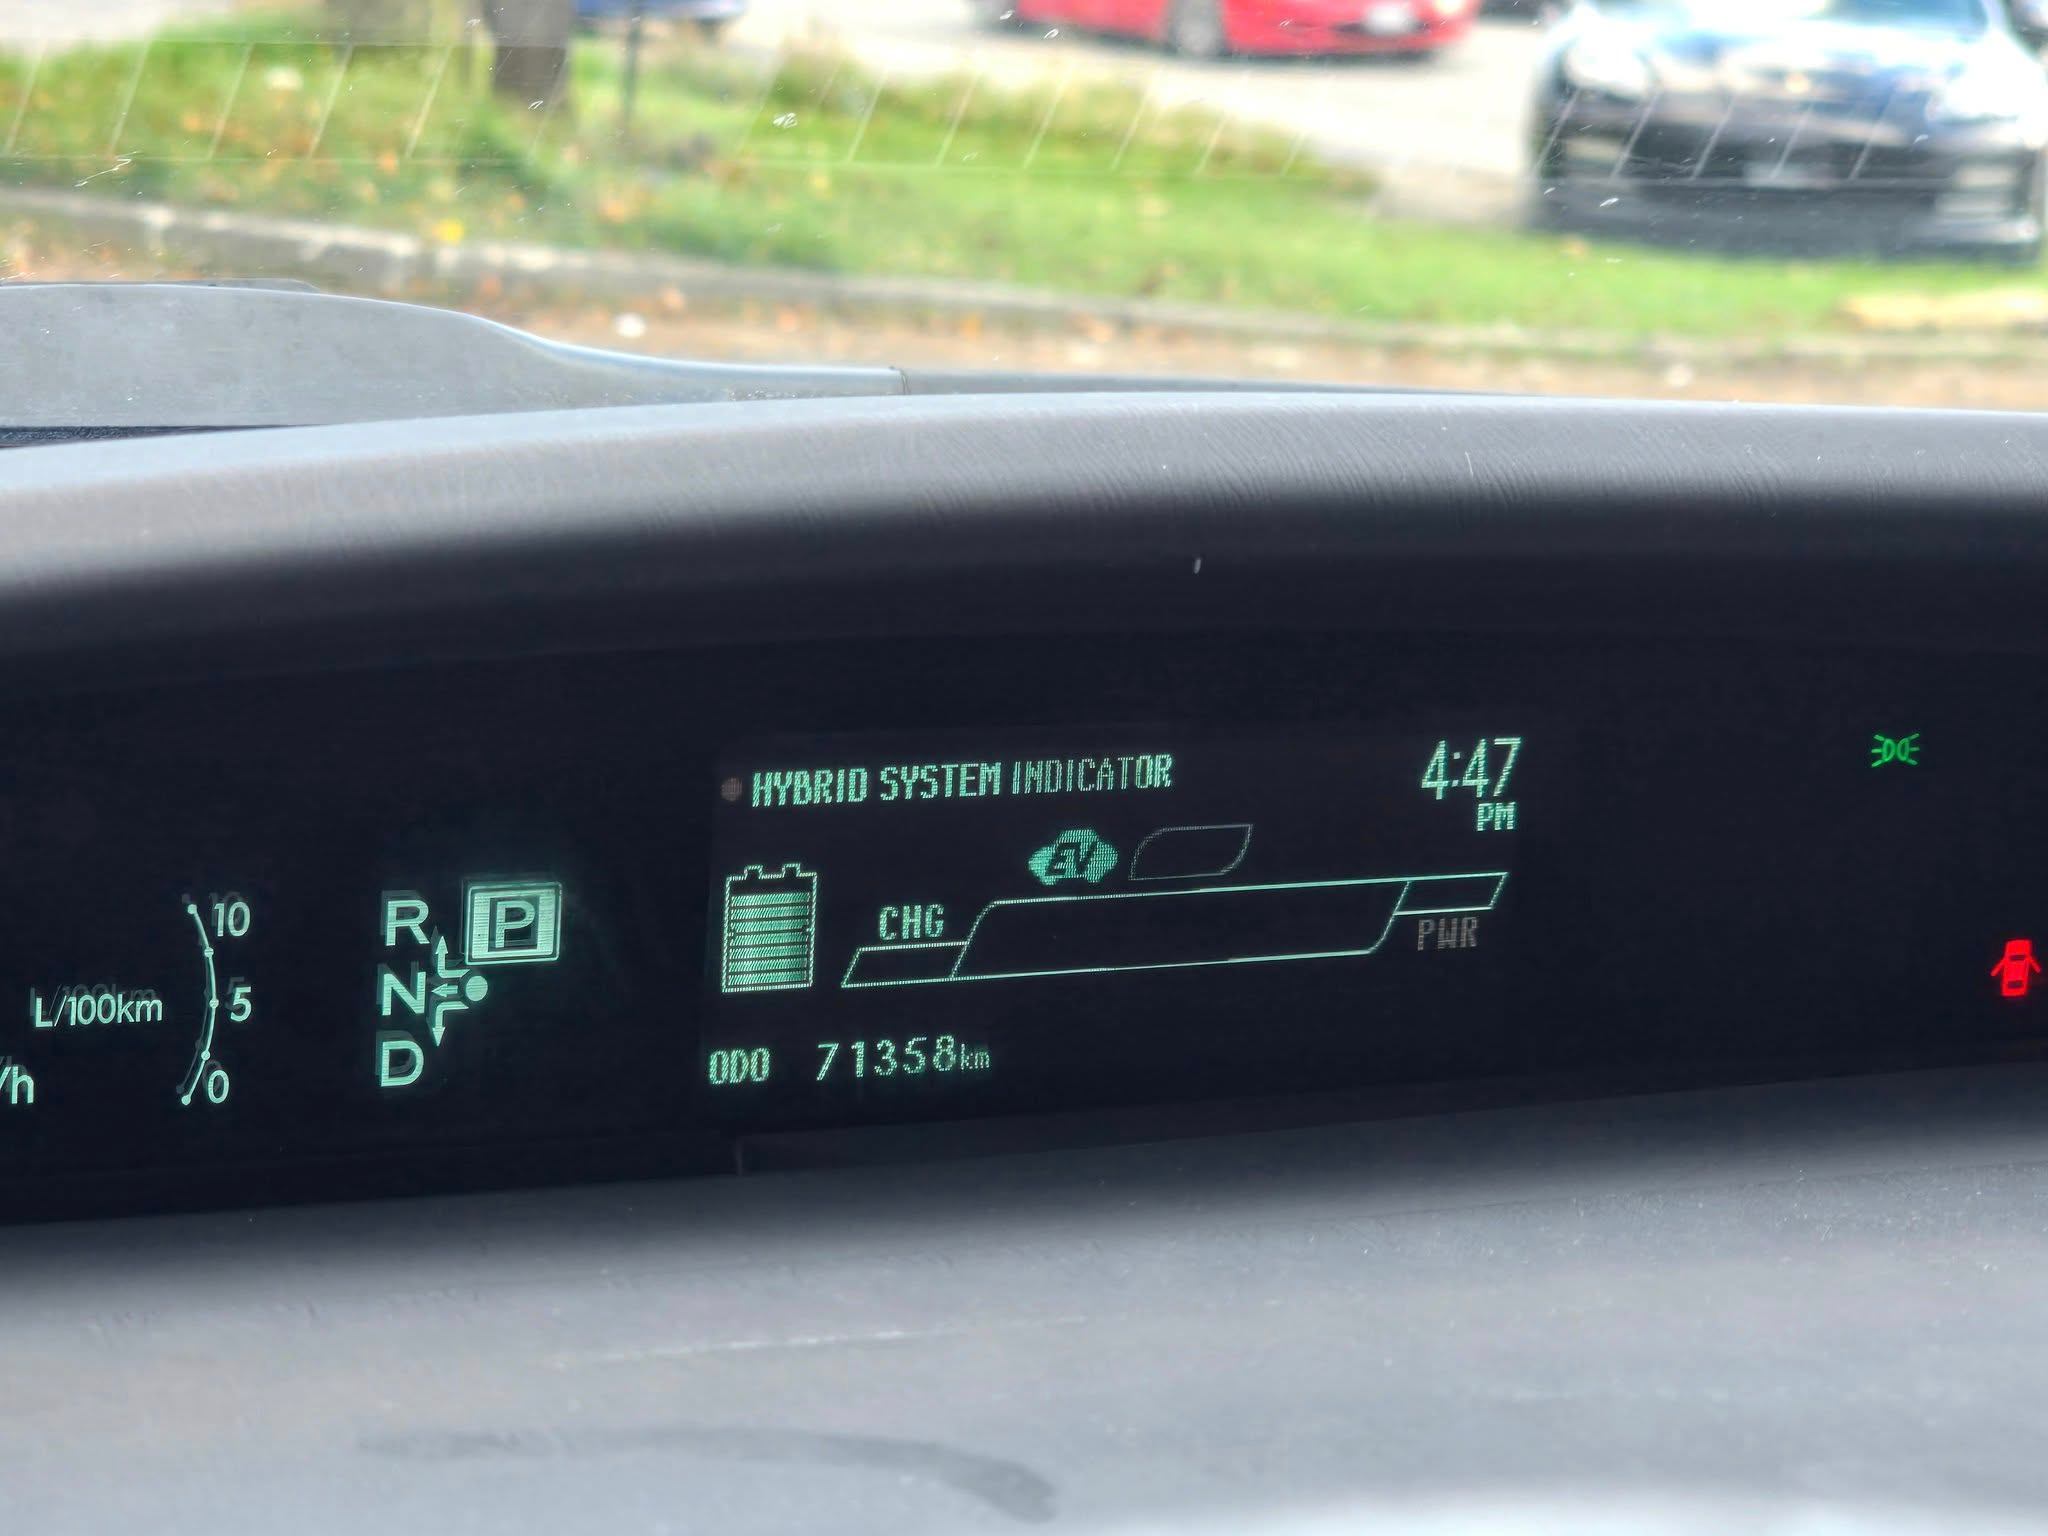 HYBRID SYSTEM INDICATOR
4:47
PM
EV
CHG
PWR
10
L/100km
5
0
/h
R
P
N
D
ODO 71358km